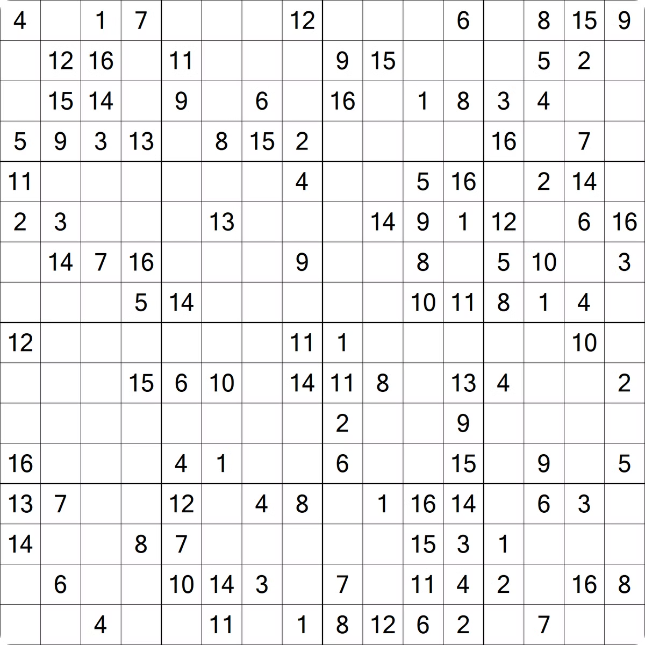 4 1 7 12 6 8 15 9
12 16 11 9 15 5 2
15 14 9 6 16 1 8 3 4
5 9 3 13 8 15 2 16 7
11 4 5 16 2 14
2 3 13 14 9 1 12 6 16
14 7 16 9 8 5 10 3
5 14 10 11 8 1 4
12 11 1 10
15 6 10 14 11 8 13 4 2
2 9
16 4 1 6 15 9 5
13 7 12 4 8 1 16 14 6 3
14 8 7 15 3 1
6 10 14 3 7 11 4 2 16 8
4 11 1 8 12 6 2 7